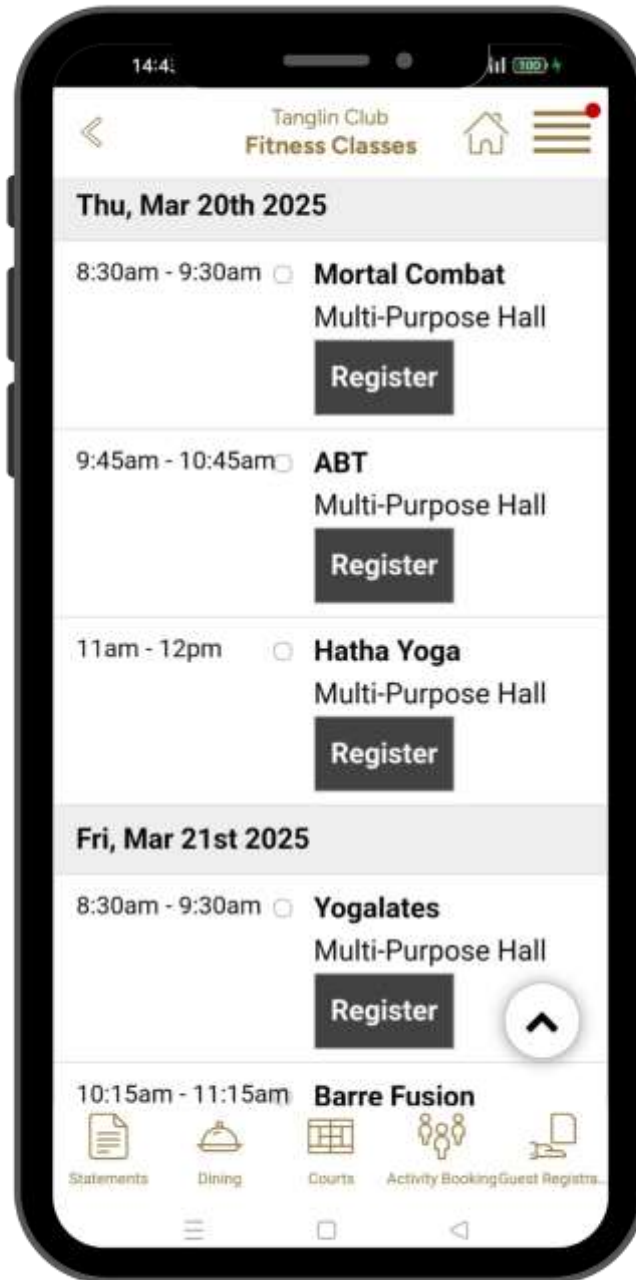 100
Tanglin Club
Fitness Classes
Thu, Mar 20th 2025
8:30am - 9:30am
Mortal Combat
Multi-Purpose Hall
Register
9:45am - 10:45am
ABT
Multi-Purpose Hall
Register
11am - 12pm
Hatha Yoga
Multi-Purpose Hall
Register
Fri, Mar 21st 2025
8:30am - 9:30am
Yogalates
Multi-Purpose Hall
Register
10:15am - 11:15am
Barre Fusion
Statements
Dining
Courts
Activity Booking
Guest Registra...